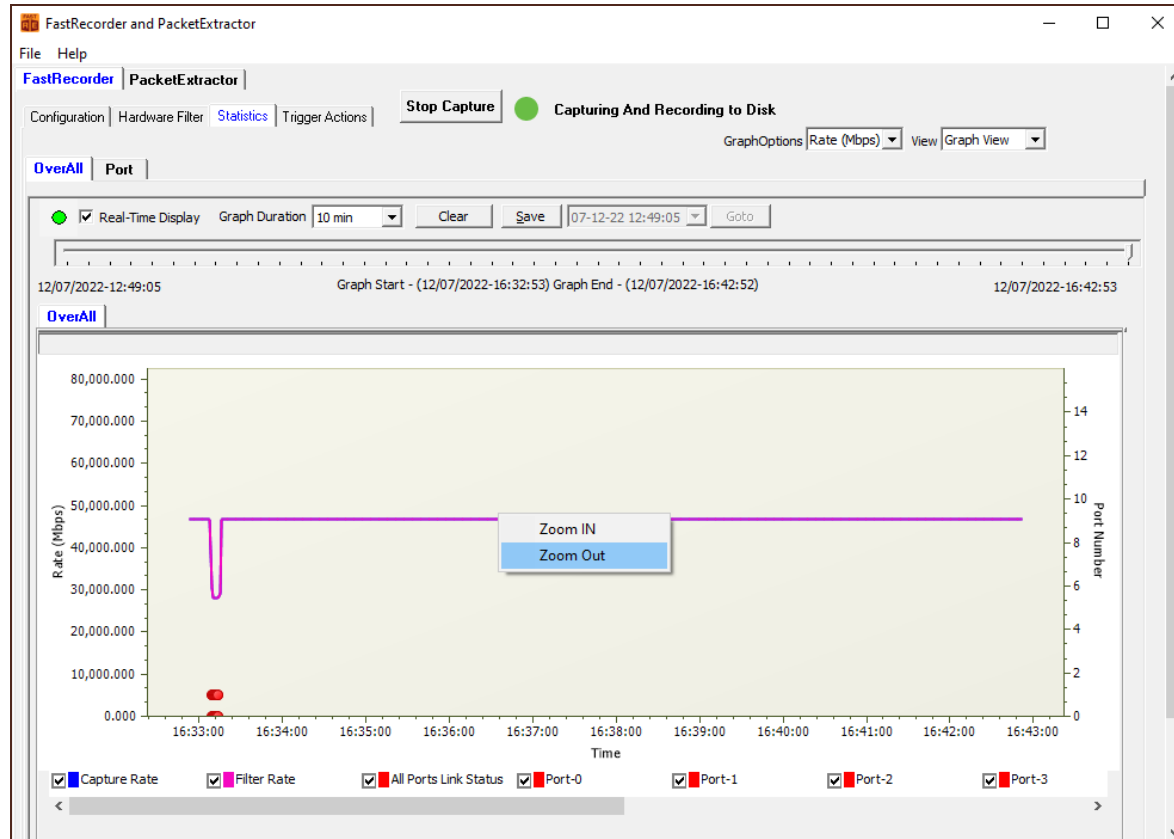 FastRecorder and PacketExtractor
File Help
FastRecorder PacketExtractor
Configuration Hardware Filter Statistics Trigger Actions Stop Capture Capturing And Recording to Disk
GraphOptions Rate (Mbps) View Graph View
OverAll Port
Real-Time Display Graph Duration 10 min Clear Save 07-12-22 12:49:05 Goto
12/07/2022-12:49:05 Graph Start - (12/07/2022-16:32:53) Graph End - (12/07/2022-16:42:52) 12/07/2022-16:42:53
OverAll
80,000.000
70,000.000
60,000.000
50,000.000
40,000.000
30,000.000
20,000.000
10,000.000
0.000
Rate (Mbps)
Zoom IN
Zoom Out
14
12
10
8
6
4
2
0
Port Number
16:33:00 16:34:00 16:35:00 16:36:00 16:37:00 16:38:00 16:39:00 16:40:00 16:41:00 16:42:00 16:43:00
Time
Capture Rate Filter Rate All Ports Link Status Port-0 Port-1 Port-2 Port-3